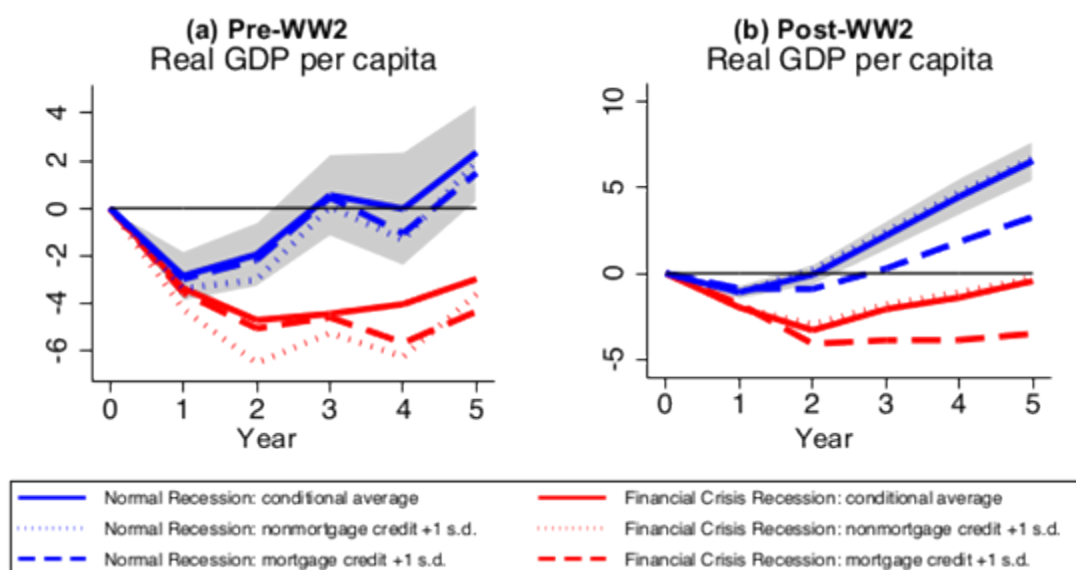 (a) Pre-WW2
Real GDP per capita
4
2
0
-2
-4
-6
0 1 2 3 4 5
Year
(b) Post-WW2
Real GDP per capita
10
5
0
-5
0 1 2 3 4 5
Year
Normal Recession: conditional average
Normal Recession: nonmortgage credit +1 s.d.
Normal Recession: mortgage credit +1 s.d.
Financial Crisis Recession: conditional average
Financial Crisis Recession: nonmortgage credit +1 s.d.
Financial Crisis Recession: mortgage credit +1 s.d.